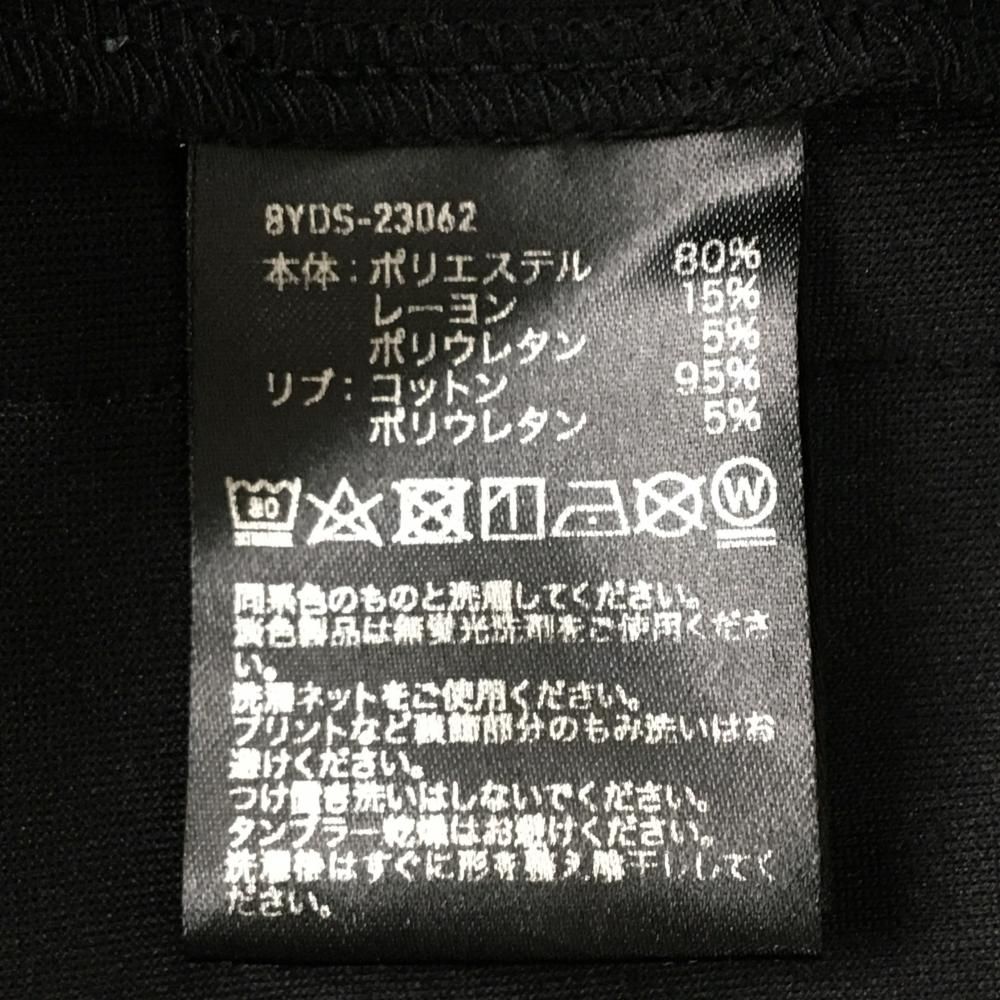 8YDS-23062
本体：ポリエステル 80%
レーヨン 15%
ポリウレタン 5%
リブ：コットン 95%
ポリウレタン 5%
30 W
同系色のものと洗濯してください。
淡色製品は無蛍光洗剤をご使用くださ
い。
洗濯ネットをご使用ください。
プリントなど装飾部分のもみ洗いはお
避けください。
つけ置き洗いはしないでください。
タンブラー乾燥はお避けください。
洗濯後はすぐに形を整え陰干ししてく
ださい。